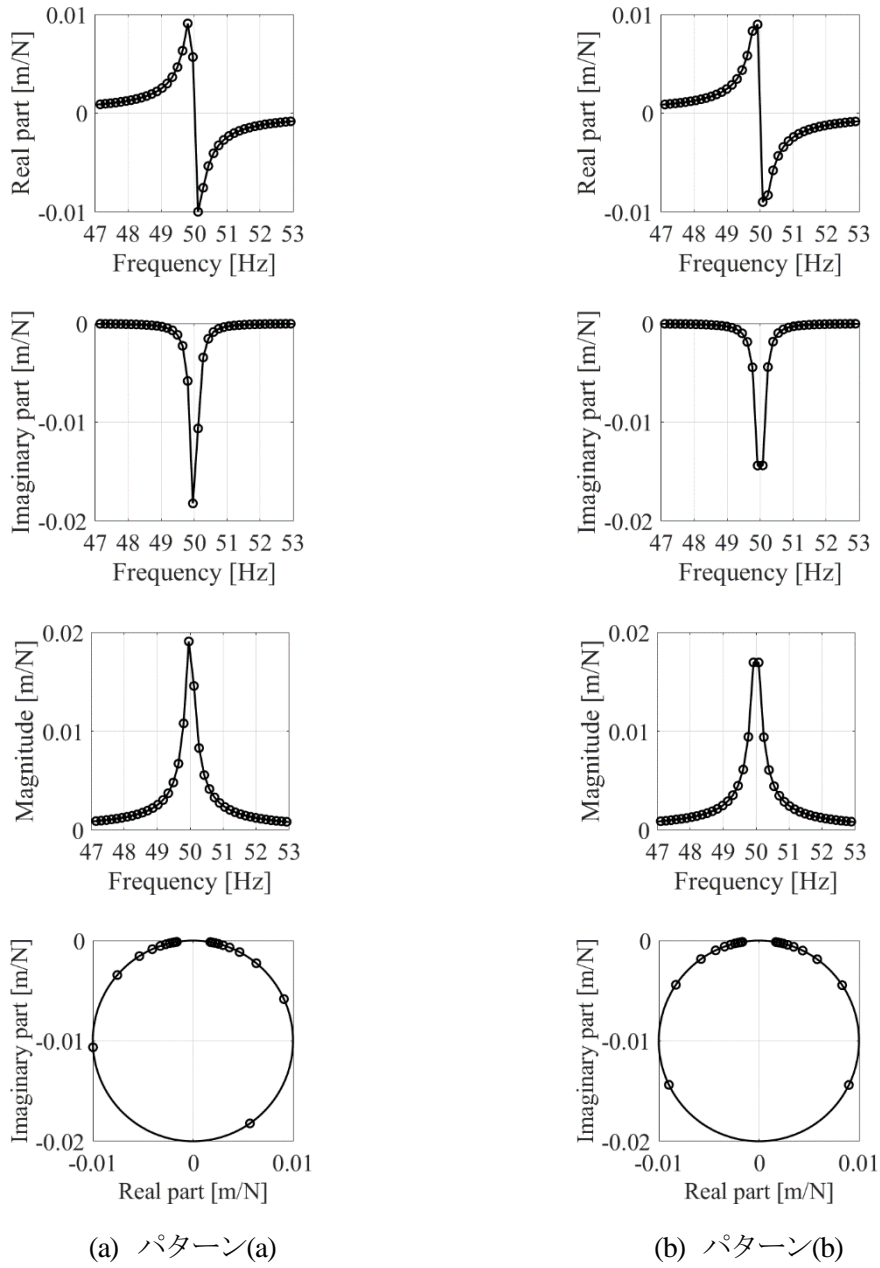 0.01
0
-0.01
Real part [m/N]
47 48 49 50 51 52 53
Frequency [Hz]
0.01
0
-0.01
Real part [m/N]
47 48 49 50 51 52 53
Frequency [Hz]
0
-0.01
-0.02
Imaginary part [m/N]
47 48 49 50 51 52 53
Frequency [Hz]
0
-0.01
-0.02
Imaginary part [m/N]
47 48 49 50 51 52 53
Frequency [Hz]
0.02
0.01
0
Magnitude [m/N]
47 48 49 50 51 52 53
Frequency [Hz]
0.02
0.01
0
Magnitude [m/N]
47 48 49 50 51 52 53
Frequency [Hz]
0
-0.01
-0.02
Imaginary part [m/N]
-0.01 0 0.01
Real part [m/N]
0
-0.01
-0.02
Imaginary part [m/N]
-0.01 0 0.01
Real part [m/N]
(a) パターン(a)
(b) パターン(b)